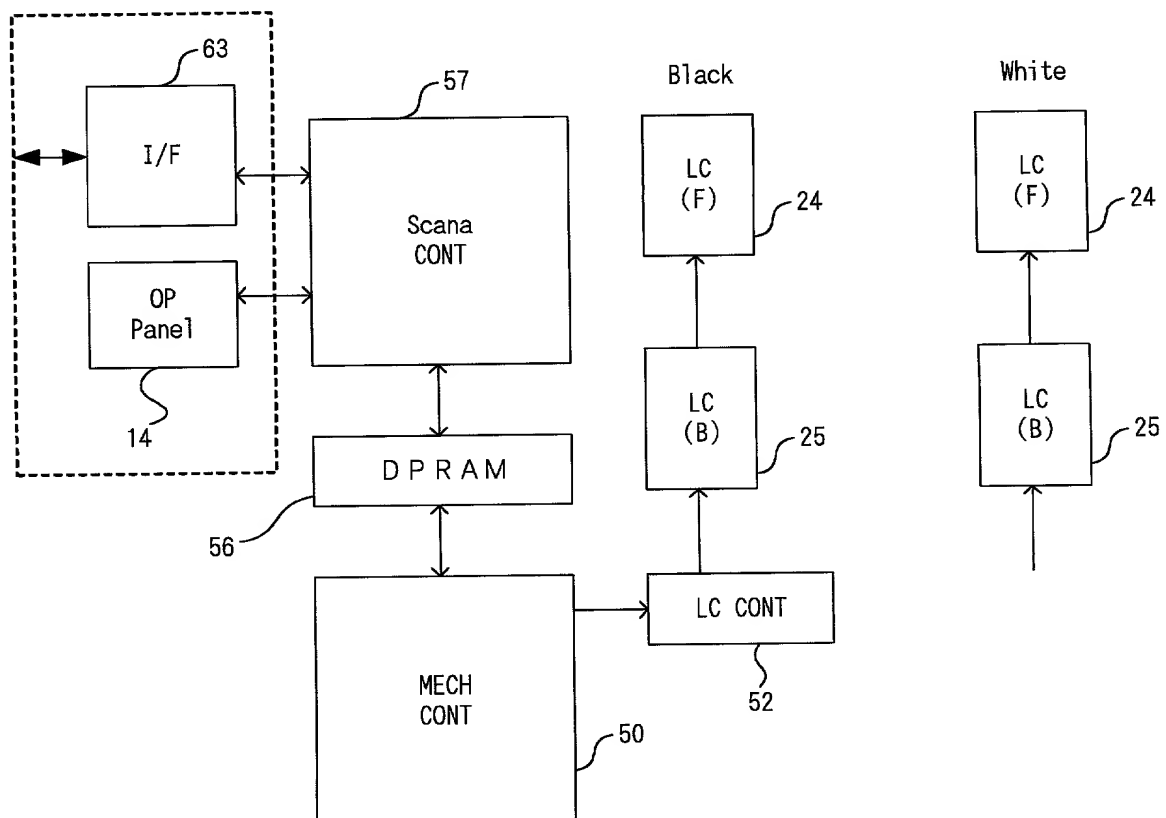 63
I/F
57
Scana
CONT
Black
LC
(F)
24
White
LC
(F)
24
OP
Panel
14
LC
(B)
25
LC
(B)
25
DPRAM
56
LC CONT
52
MECH
CONT
50